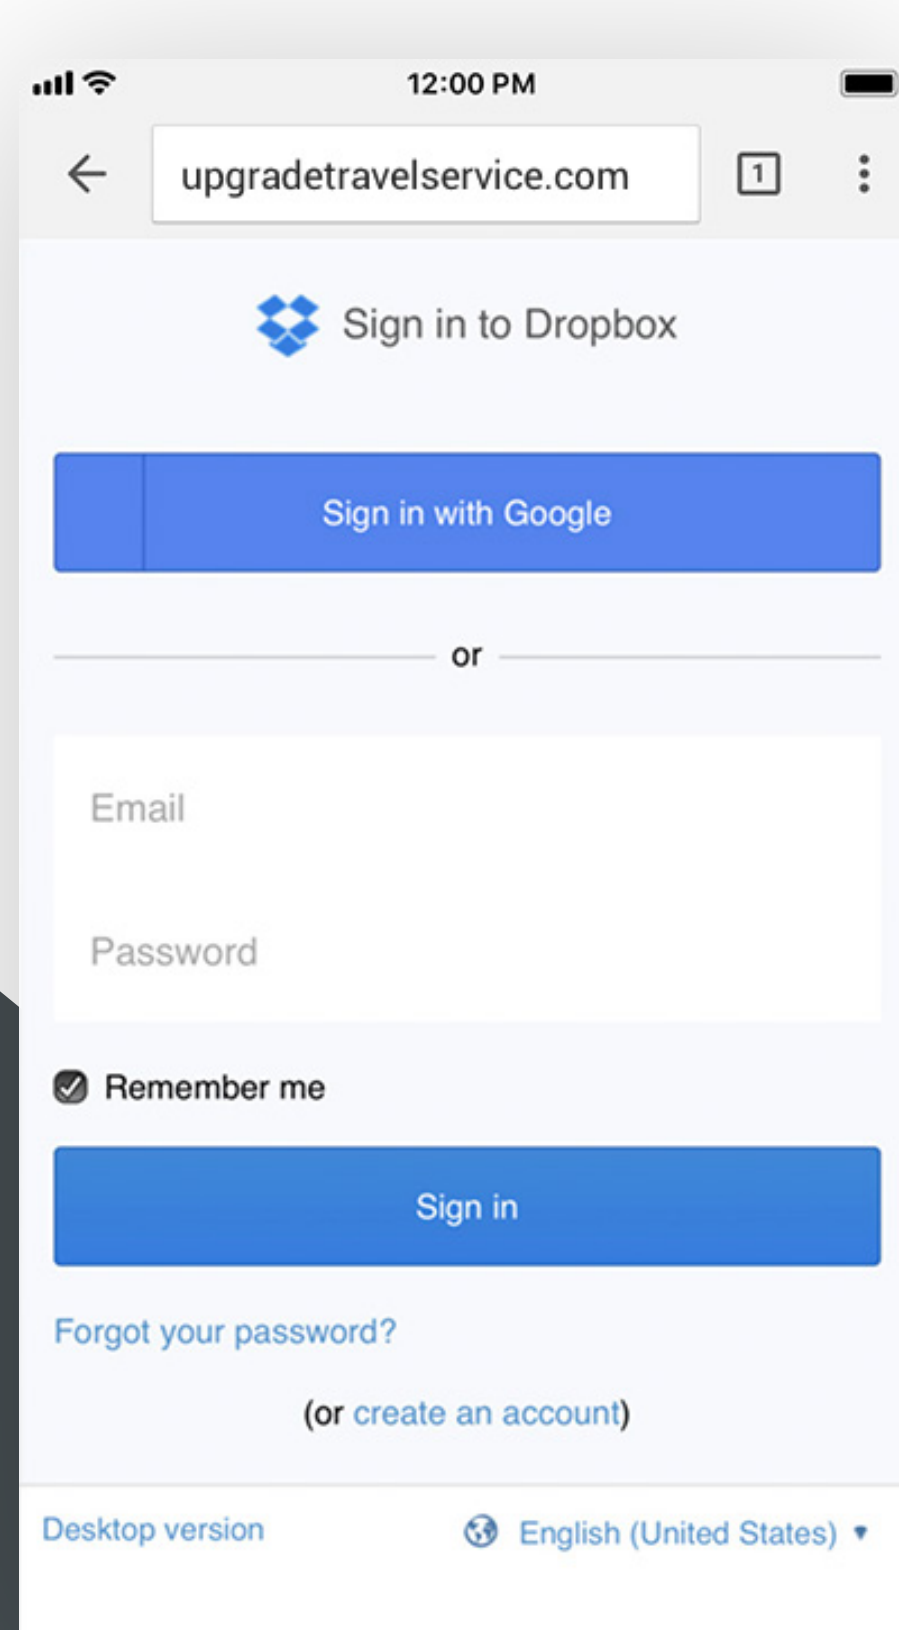 12:00 PM
upgradetravelservice.com
1
Sign in to Dropbox
Sign in with Google
or
Email
Password
Remember me
Sign in
Forgot your password?
(or create an account)
Desktop version English (United States)